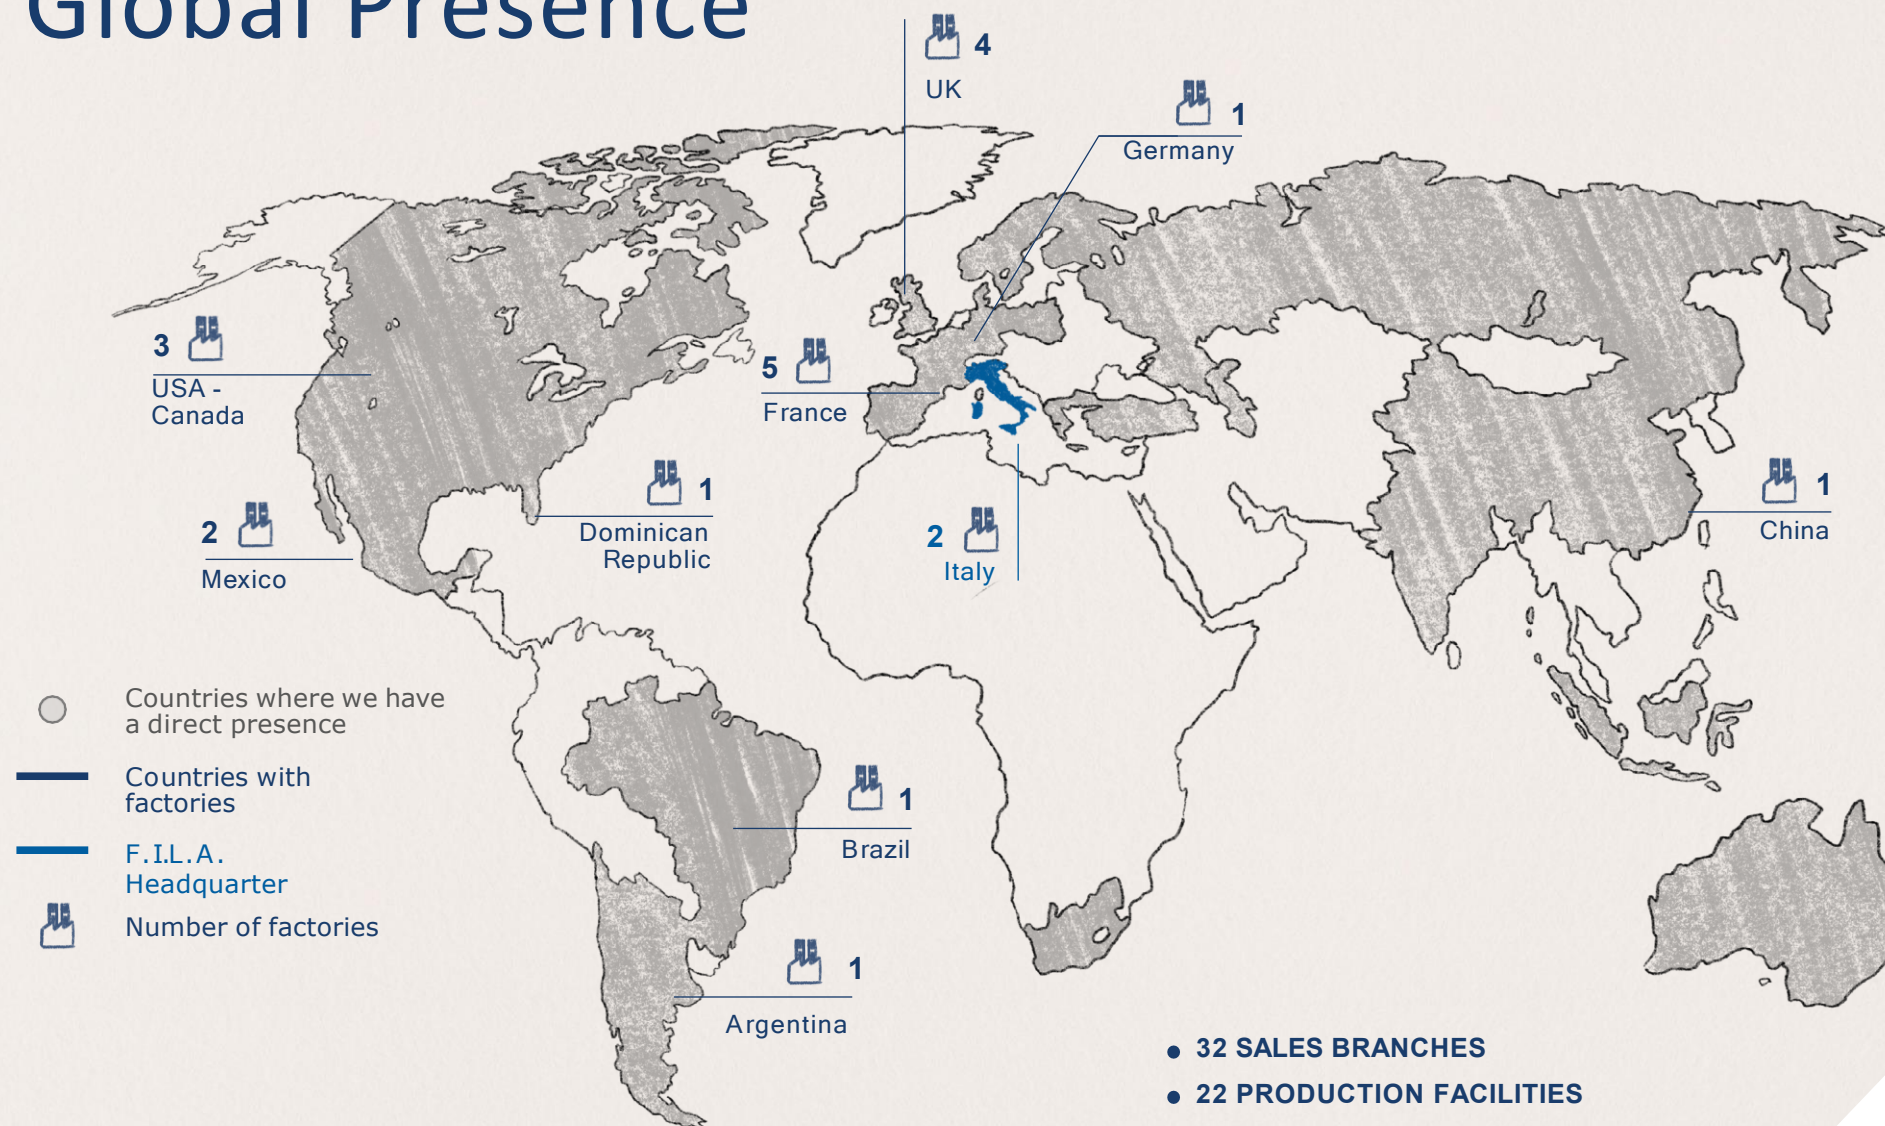 Global Presence
4
UK
1
Germany
3
USA -
Canada
5
France
2
Mexico
1
Dominican
Republic
2
Italy
1
China
1
Brazil
1
Argentina
Countries where we have
a direct presence
Countries with
factories
F.I.L.A.
Headquarter
Number of factories
• 32 SALES BRANCHES
• 22 PRODUCTION FACILITIES